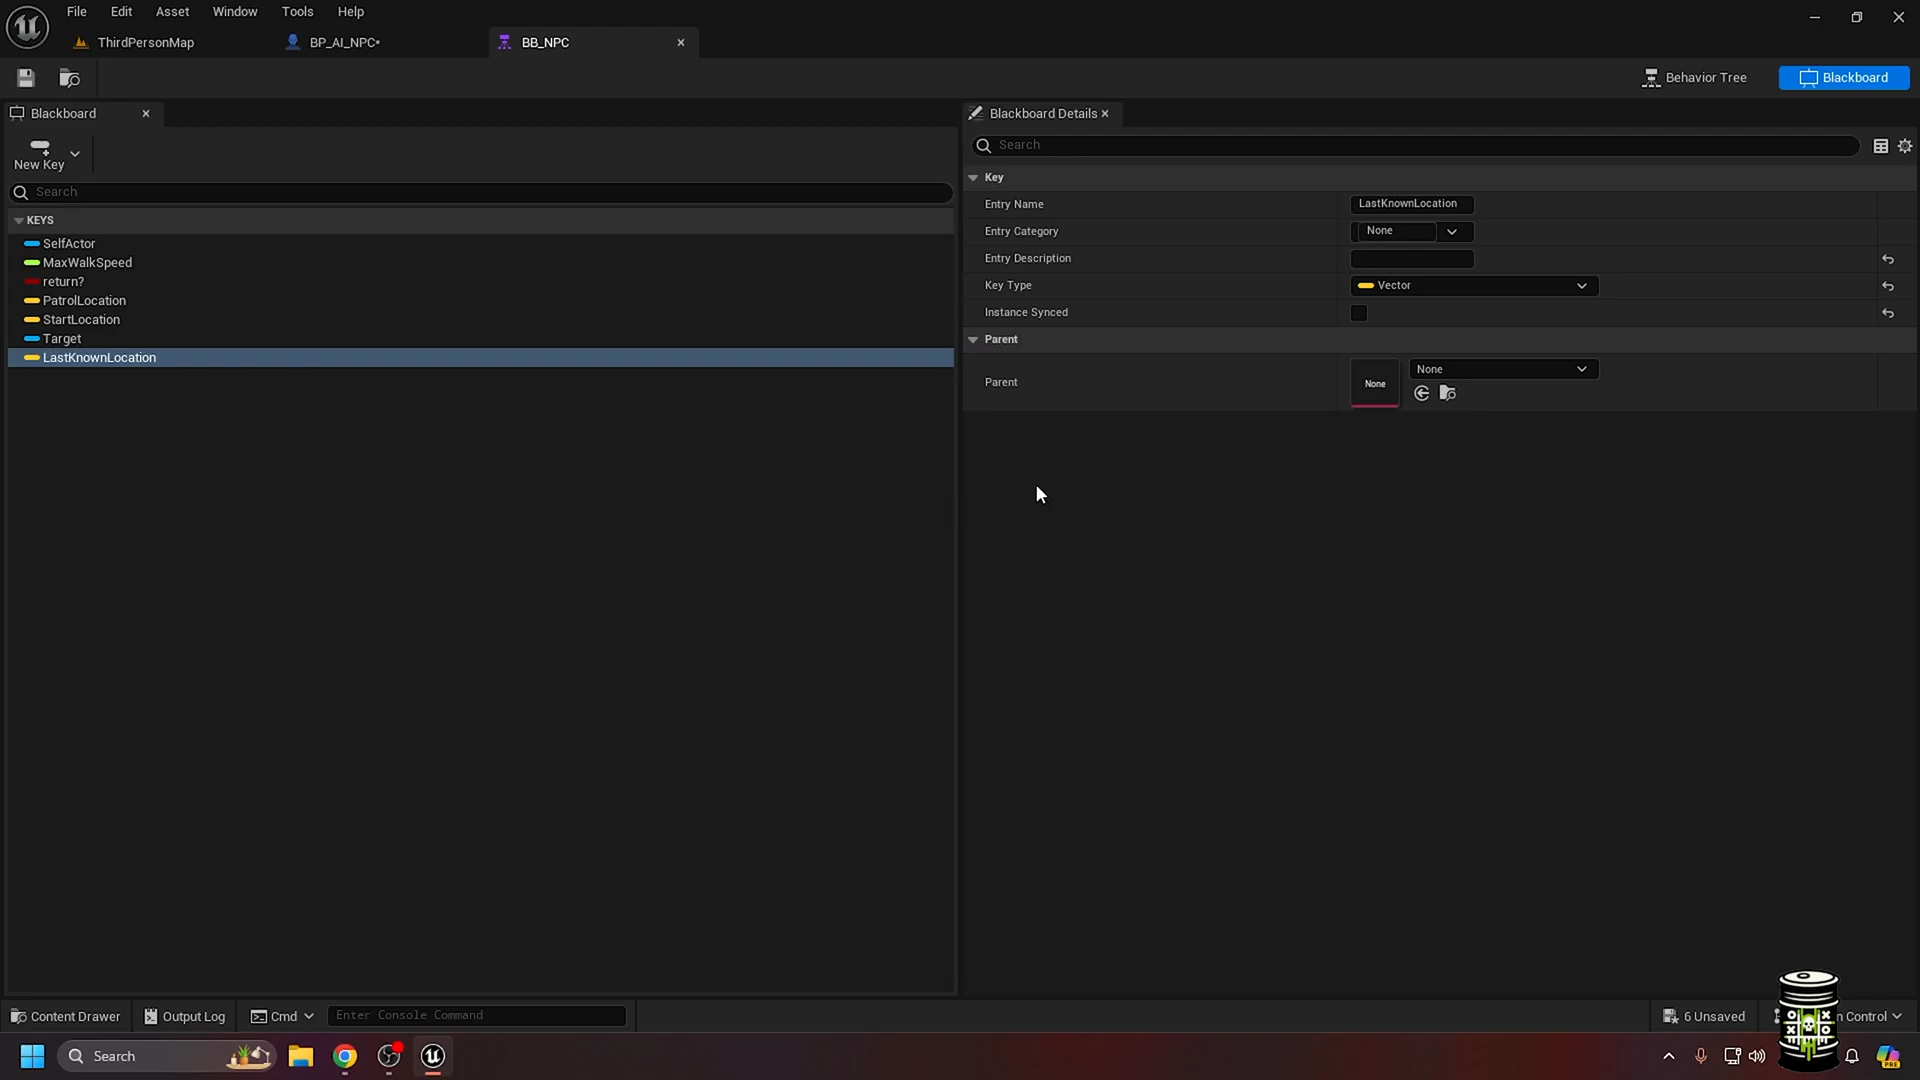 File Edit Asset Window Tools Help
ThirdPersonMap BP_AI_NPC* BB_NPC
Behavior Tree Blackboard
Blackboard
New Key
Search
KEYS
SelfActor
MaxWalkSpeed
return?
PatrolLocation
StartLocation
Target
LastKnownLocation
Blackboard Details
Search
Key
Entry Name LastKnownLocation
Entry Category None
Entry Description
Key Type Vector
Instance Synced
Parent
Parent None None
Content Drawer Output Log Cmd Enter Console Command 6 Unsaved Control
Search
PRE